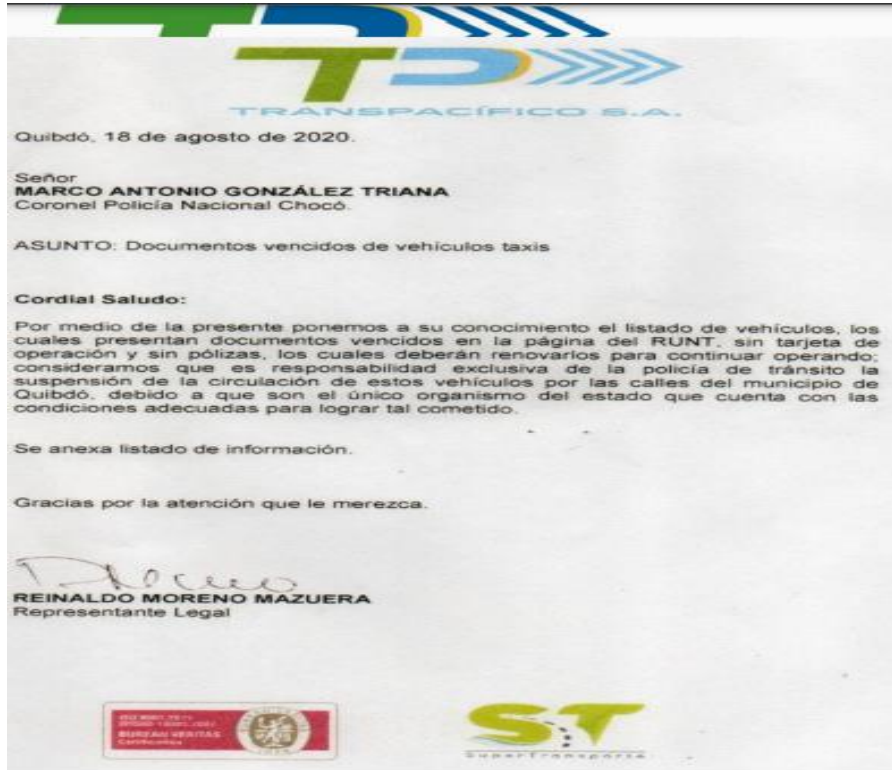 TRANSPACÍFICO S.A.
Quibdó, 18 de agosto de 2020.
Señor
MARCO ANTONIO GONZÁLEZ TRIANA
Coronel Policía Nacional Chocó.
ASUNTO: Documentos vencidos de vehículos taxis
Cordial Saludo:
Por medio de la presente ponemos a su conocimiento el listado de vehículos, los
cuales presentan documentos vencidos en la página del RUNT, sin tarjeta de
operación y sin pólizas, los cuales deberán renovarlos para continuar operando;
consideramos que es responsabilidad exclusiva de la policía de tránsito la
suspensión de la circulación de estos vehículos por las calles del municipio de
Quibdó, debido a que son el único organismo del estado que cuenta con las
condiciones adecuadas para lograr tal cometido.
Se anexa listado de información.
Gracias por la atención que le merezca.
REINALDO MORENO MAZUERA
Representante Legal
BUREAU VERITAS
Certification
ST
Supertransporte